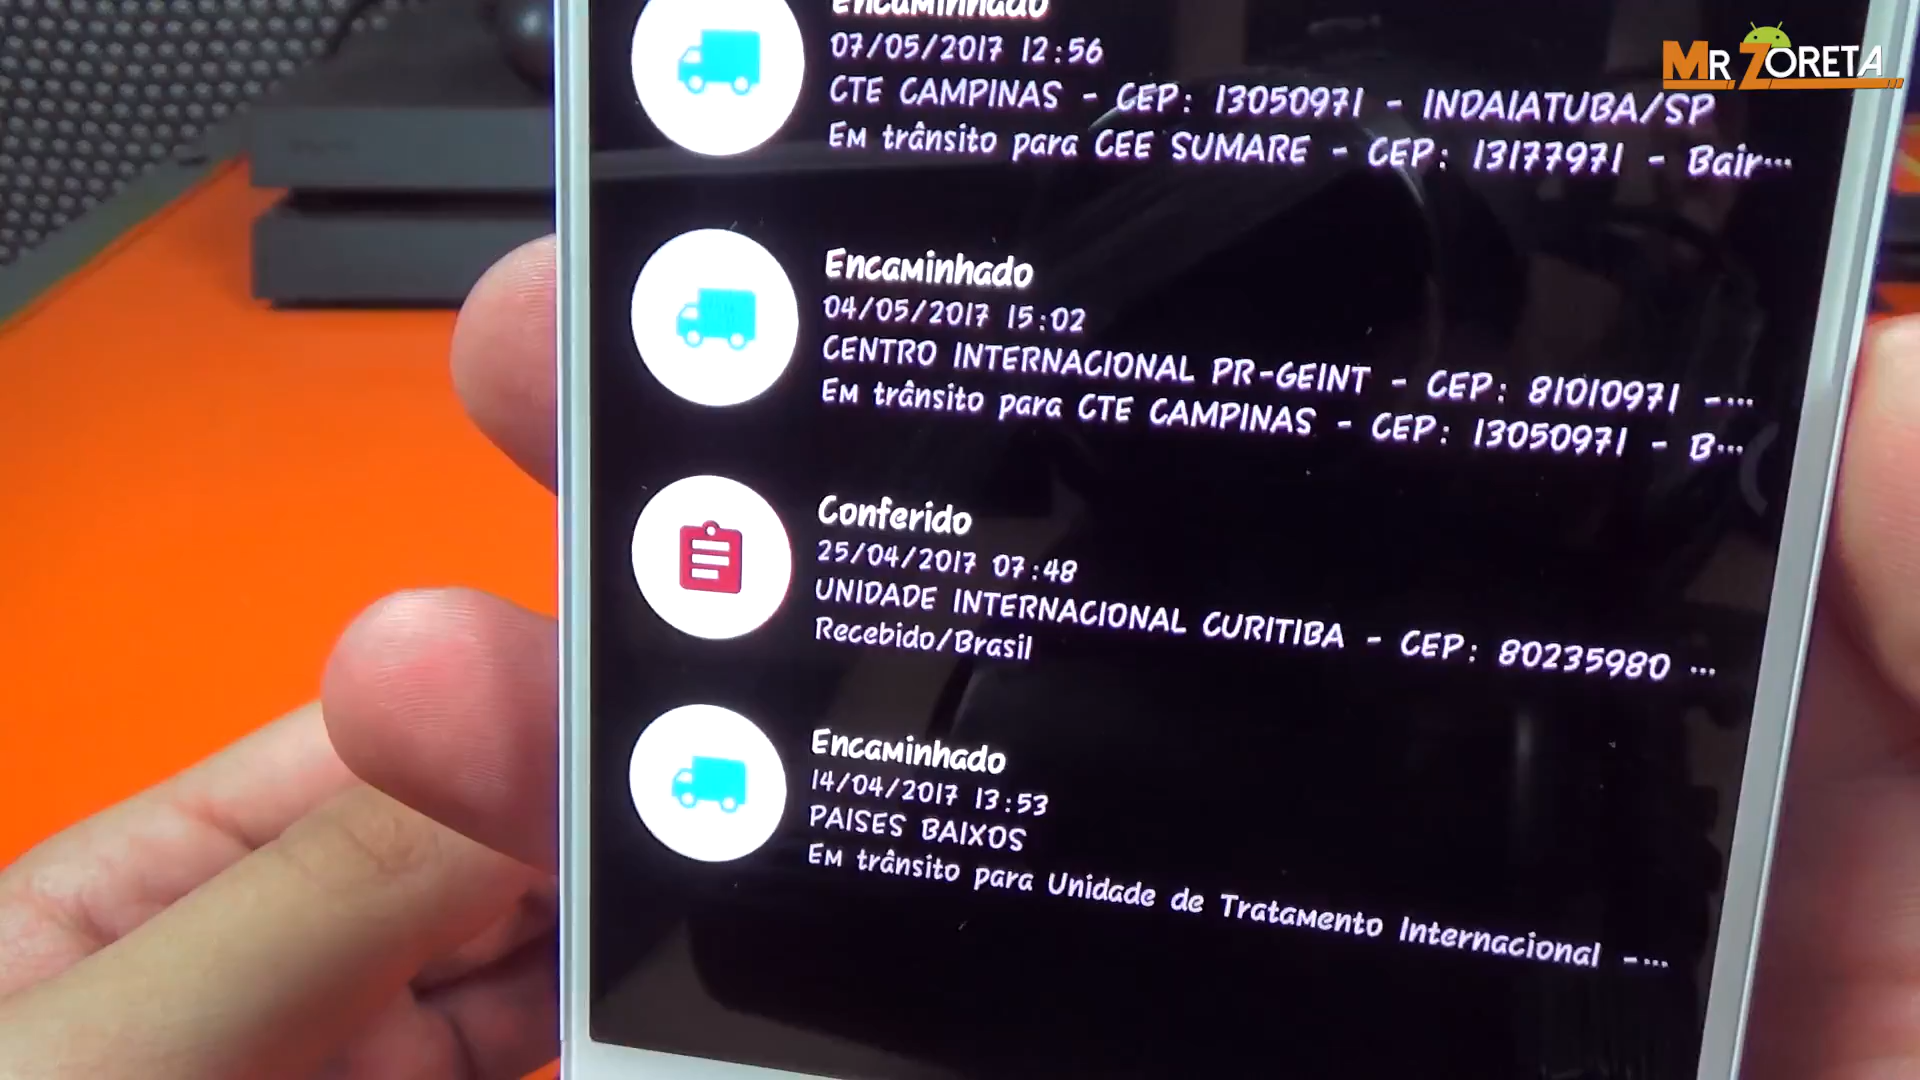 Encaminhado
07/05/2017 12:56
CTE CAMPINAS - CEP: 13050971 - INDAIATUBA/SP
Em trânsito para CEE SUMARE - CEP: 13177971 - Bair...
Encaminhado
04/05/2017 15:02
CENTRO INTERNACIONAL PR-GEINT - CEP: 81010971 -...
Em trânsito para CTE CAMPINAS - CEP: 13050971 - B...
Conferido
25/04/2017 07:48
UNIDADE INTERNACIONAL CURITIBA - CEP: 80235980 ...
Recebido/Brasil
Encaminhado
14/04/2017 13:53
PAISES BAIXOS
Em trânsito para Unidade de Tratamento Internacional -...
MR ZORETA